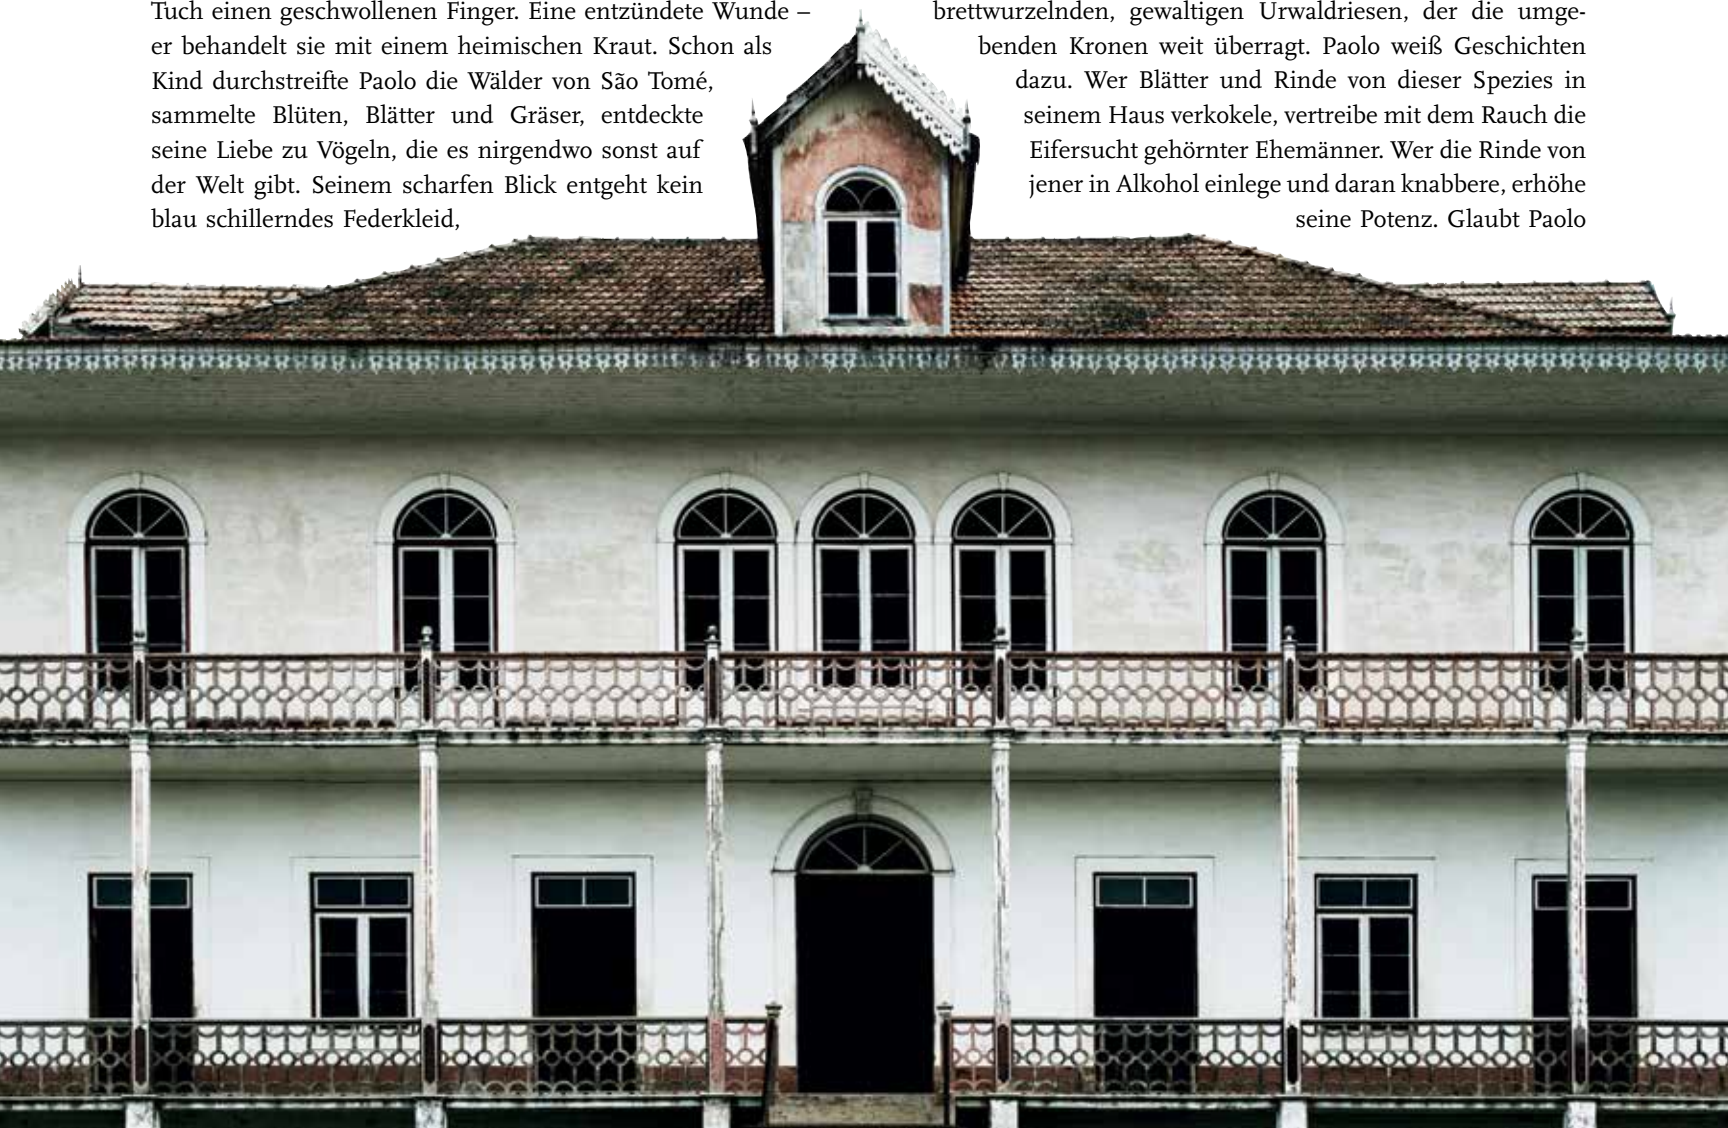 Tuch einen geschwollenen Finger. Eine entzündete Wunde –
er behandelt sie mit einem heimischen Kraut. Schon als
Kind durchstreifte Paolo die Wälder von São Tomé,
sammelte Blüten, Blätter und Gräser, entdeckte
seine Liebe zu Vögeln, die es nirgendwo sonst auf
der Welt gibt. Seinem scharfen Blick entgeht kein
blau schillerndes Federkleid,
brettwurzelnden, gewaltigen Urwaldriesen, der die umge-
benden Kronen weit überragt. Paolo weiß Geschichten
dazu. Wer Blätter und Rinde von dieser Spezies in
seinem Haus verkokele, vertreibe mit dem Rauch die
Eifersucht gehörnter Ehemänner. Wer die Rinde von
jener in Alkohol einlege und daran knabbere, erhöhe
seine Potenz. Glaubt Paolo